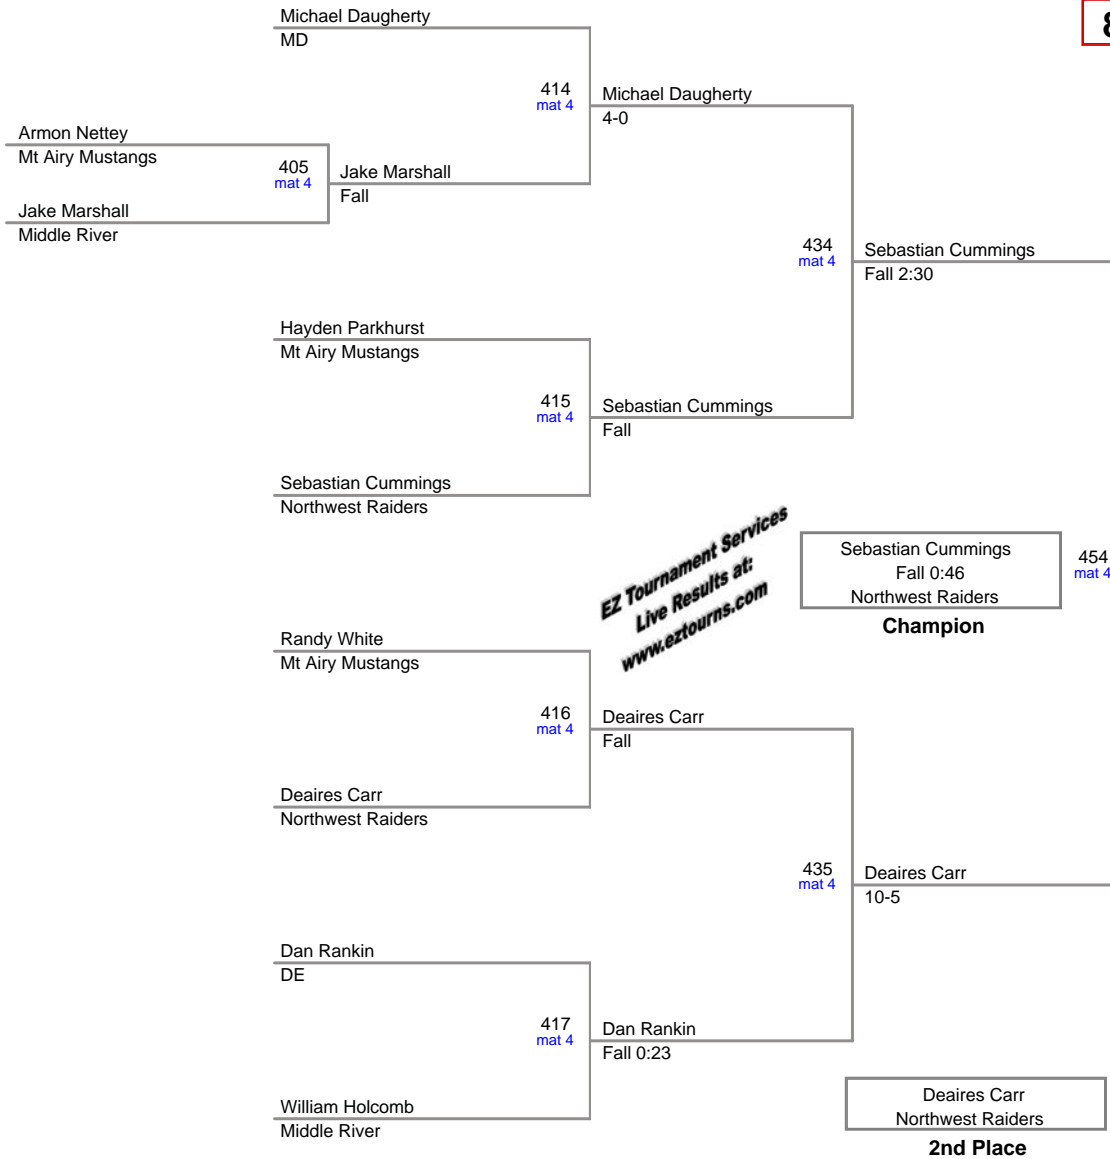 Michael Daugherty
MD
8
414
mat 4
Michael Daugherty
4-0
Armon Nettey
Mt Airy Mustangs
405
mat 4
Jake Marshall
Fall
Jake Marshall
Middle River
434
mat 4
Sebastian Cummings
Fall 2:30
Hayden Parkhurst
Mt Airy Mustangs
415
mat 4
Sebastian Cummings
Fall
Sebastian Cummings
Northwest Raiders
EZ Tournament Services
Live Results at:
www.eztourns.com
Sebastian Cummings
Fall 0:46
Northwest Raiders
454
mat 4
Champion
Randy White
Mt Airy Mustangs
416
mat 4
Deaires Carr
Fall
Deaires Carr
Northwest Raiders
435
mat 4
Deaires Carr
10-5
Dan Rankin
DE
417
mat 4
Dan Rankin
Fall 0:23
William Holcomb
Middle River
Deaires Carr
Northwest Raiders
2nd Place